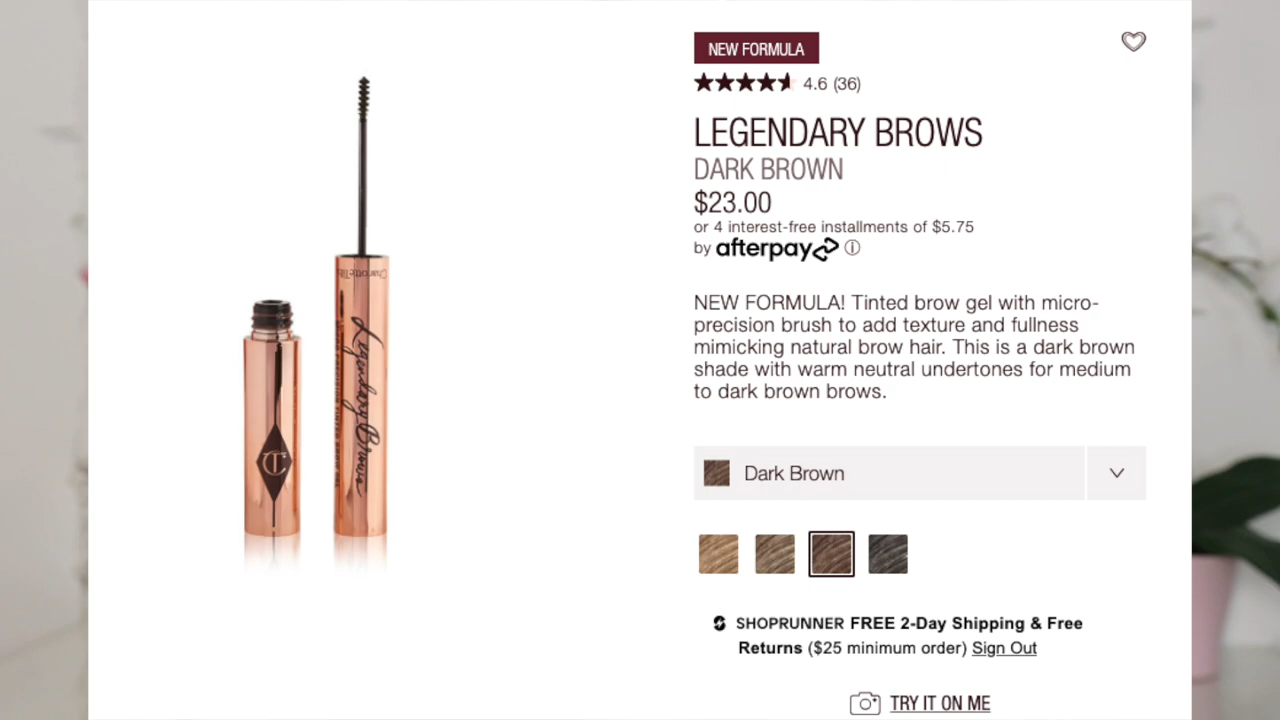 NEW FORMULA
4.6 (36)
LEGENDARY BROWS
DARK BROWN
$23.00
or 4 interest-free installments of $5.75
by afterpay
NEW FORMULA! Tinted brow gel with micro-
precision brush to add texture and fullness
mimicking natural brow hair. This is a dark brown
shade with warm neutral undertones for medium
to dark brown brows.
Dark Brown
SHOPRUNNER FREE 2-Day Shipping & Free
Returns ($25 minimum order) Sign Out
TRY IT ON ME
Legendary Brows
CT